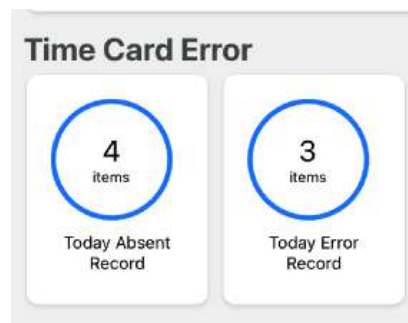 Time Card Error
4
items
Today Absent
Record
3
items
Today Error
Record